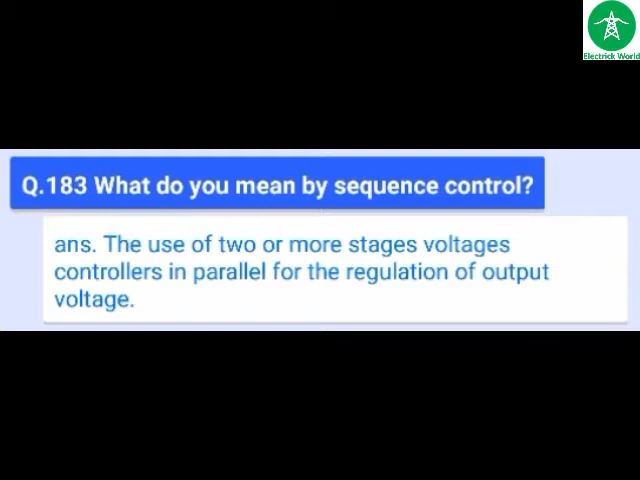 Electrick World
Q.183 What do you mean by sequence control?
ans. The use of two or more stages voltages
controllers in parallel for the regulation of output
voltage.